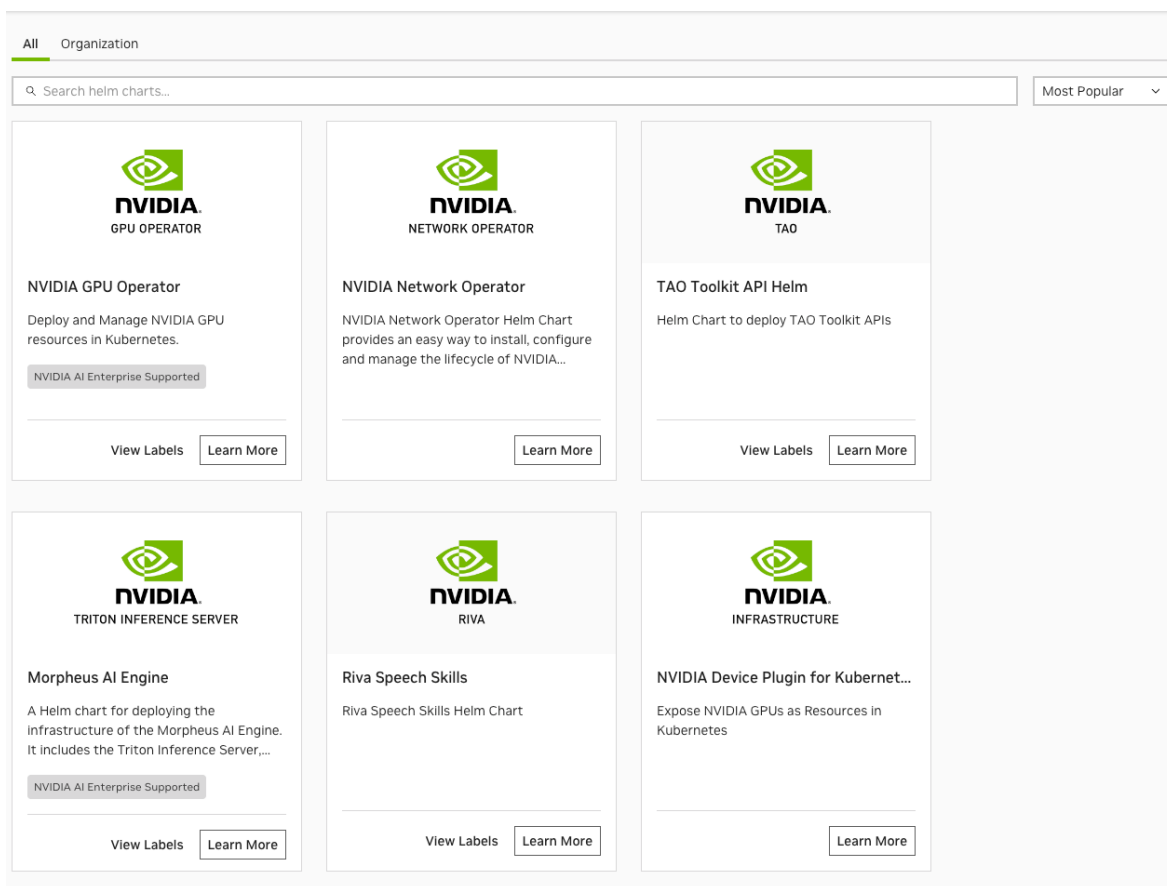 All Organization
Search helm charts...
Most Popular
NVIDIA.
GPU OPERATOR
NVIDIA GPU Operator
Deploy and Manage NVIDIA GPU
resources in Kubernetes.
NVIDIA AI Enterprise Supported
View Labels Learn More
NVIDIA.
NETWORK OPERATOR
NVIDIA Network Operator
NVIDIA Network Operator Helm Chart
provides an easy way to install, configure
and manage the lifecycle of NVIDIA...
Learn More
NVIDIA.
TAO
TAO Toolkit API Helm
Helm Chart to deploy TAO Toolkit APIs
View Labels Learn More
NVIDIA.
TRITON INFERENCE SERVER
Morpheus AI Engine
A Helm chart for deploying the
infrastructure of the Morpheus AI Engine.
It includes the Triton Inference Server,...
NVIDIA AI Enterprise Supported
View Labels Learn More
NVIDIA.
RIVA
Riva Speech Skills
Riva Speech Skills Helm Chart
View Labels Learn More
NVIDIA.
INFRASTRUCTURE
NVIDIA Device Plugin for Kubernet...
Expose NVIDIA GPUs as Resources in
Kubernetes
Learn More